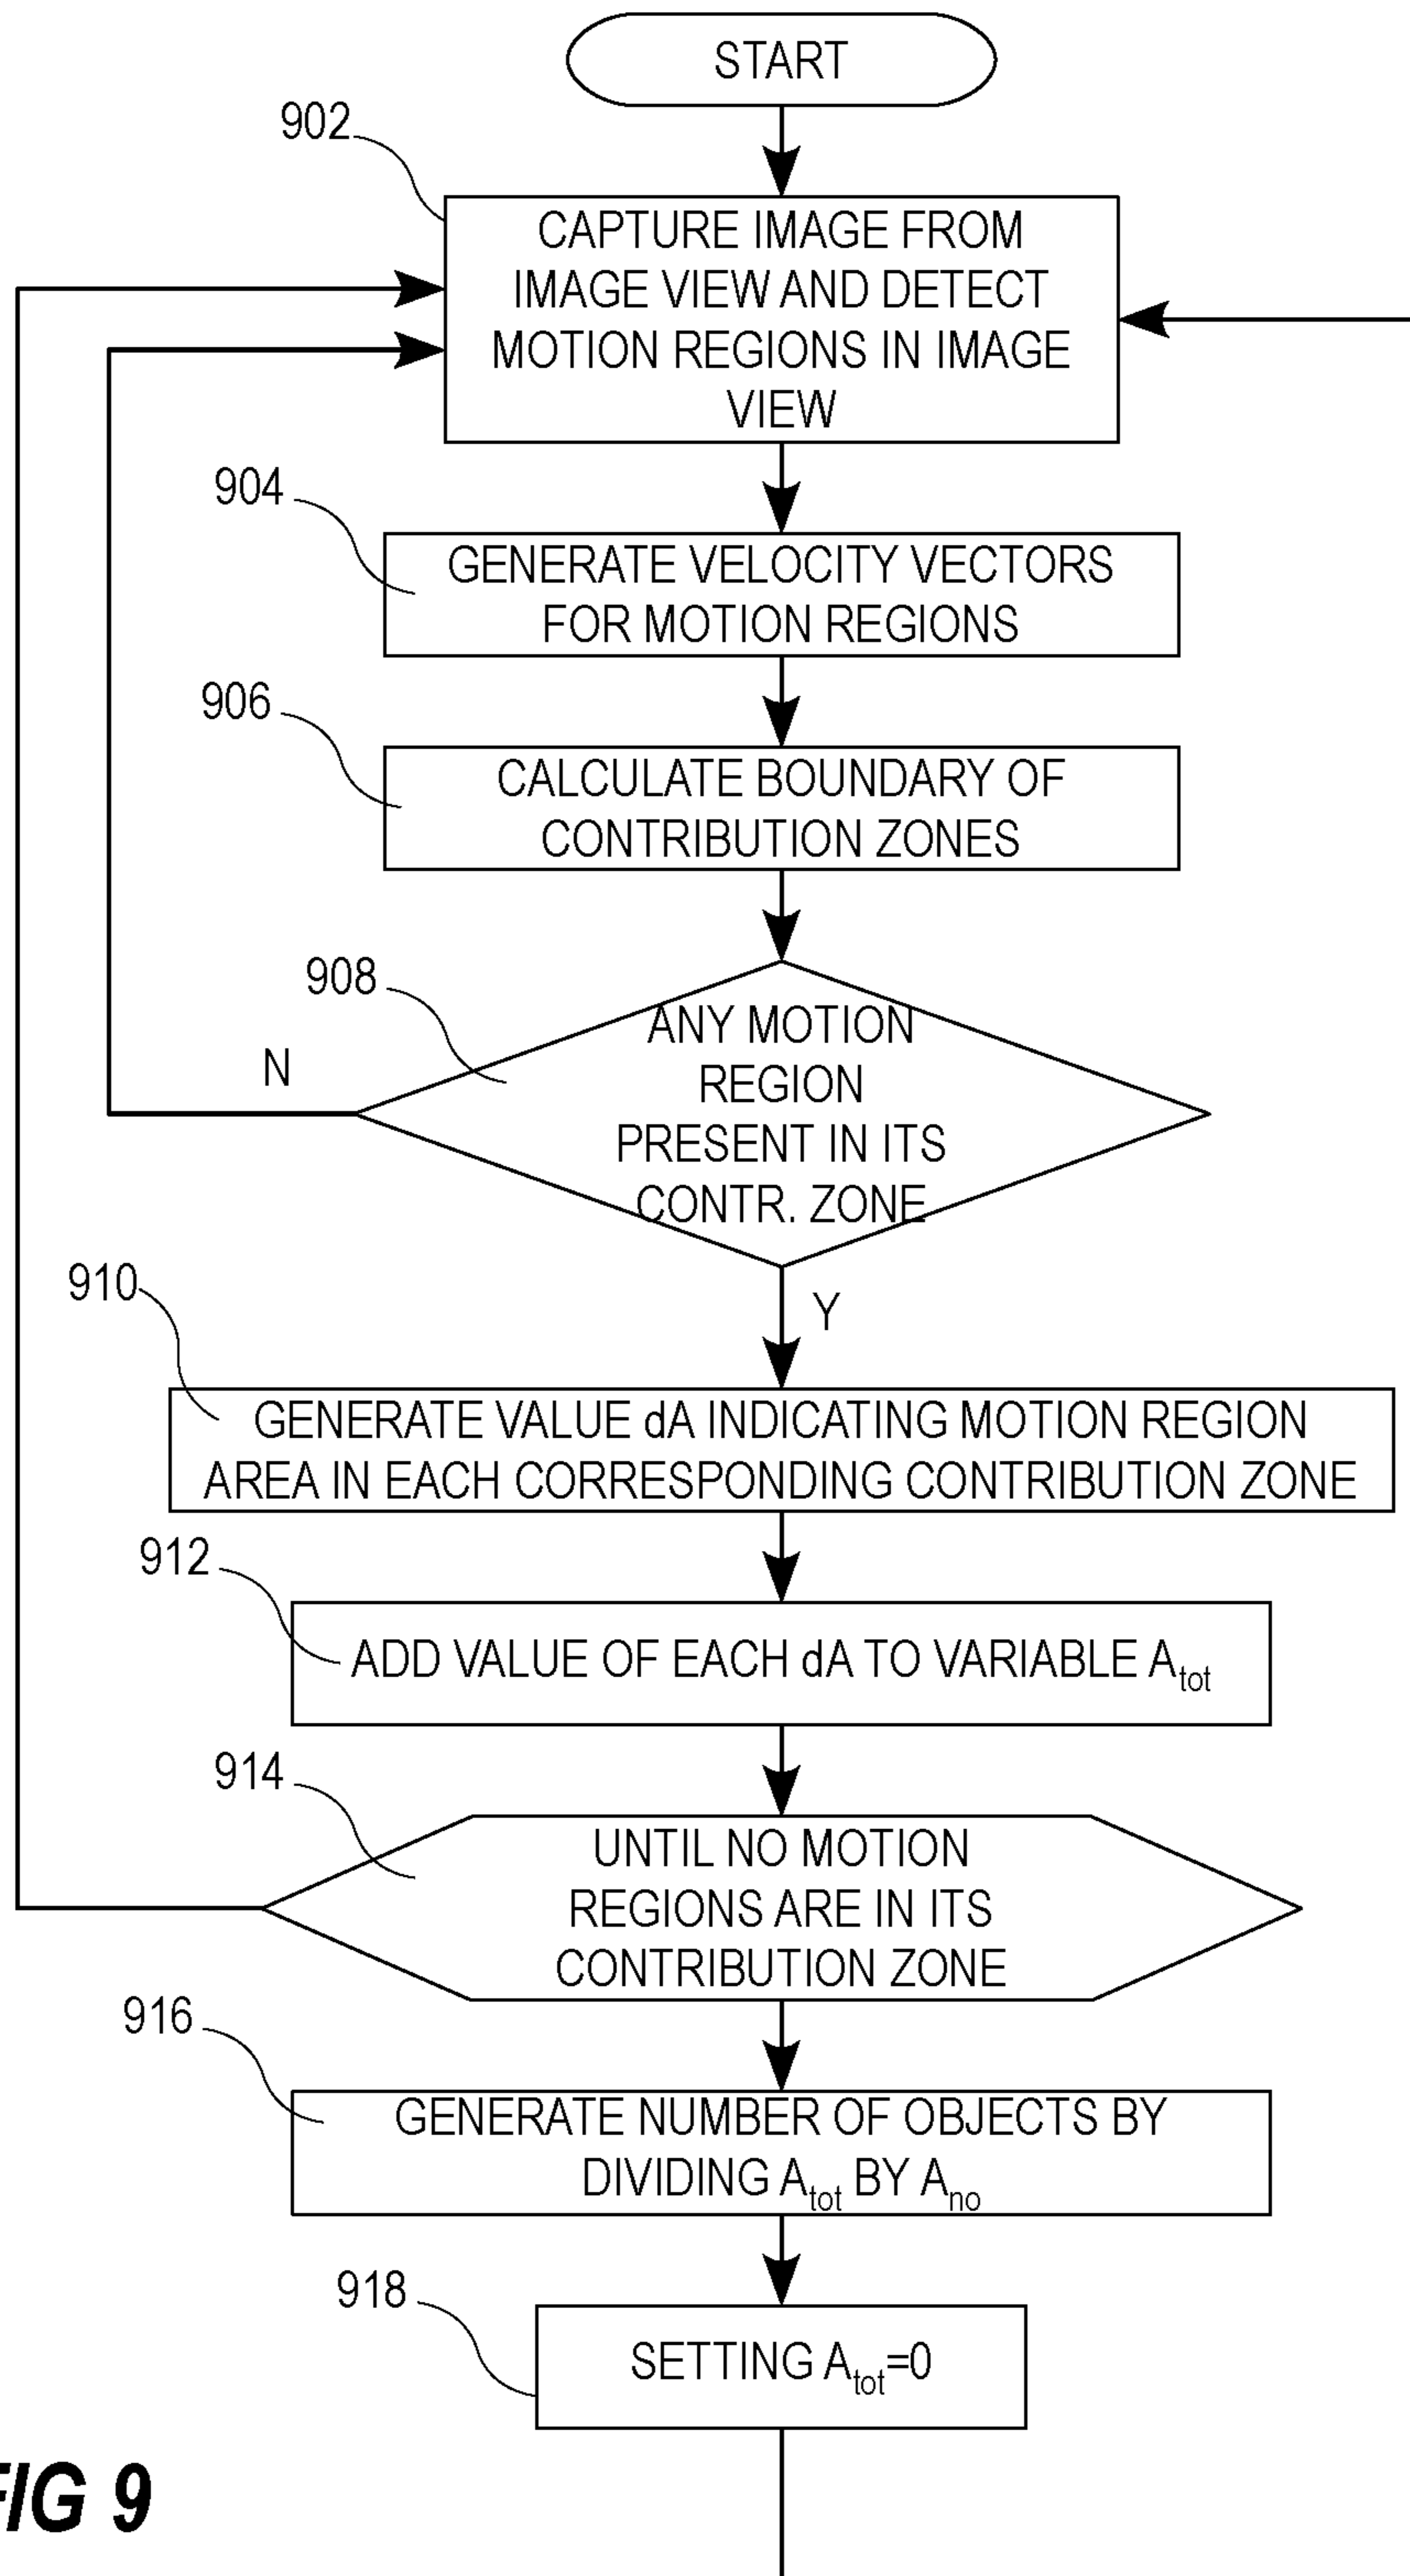 START
902
CAPTURE IMAGE FROM
IMAGE VIEW AND DETECT
MOTION REGIONS IN IMAGE
VIEW
904
GENERATE VELOCITY VECTORS
FOR MOTION REGIONS
906
CALCULATE BOUNDARY OF
CONTRIBUTION ZONES
908
ANY MOTION
REGION
PRESENT IN ITS
CONTR. ZONE
N
Y
910
GENERATE VALUE dA INDICATING MOTION REGION
AREA IN EACH CORRESPONDING CONTRIBUTION ZONE
912
ADD VALUE OF EACH dA TO VARIABLE Atot
914
UNTIL NO MOTION
REGIONS ARE IN ITS
CONTRIBUTION ZONE
916
GENERATE NUMBER OF OBJECTS BY
DIVIDING Atot BY Ano
918
SETTING Atot=0
FIG 9